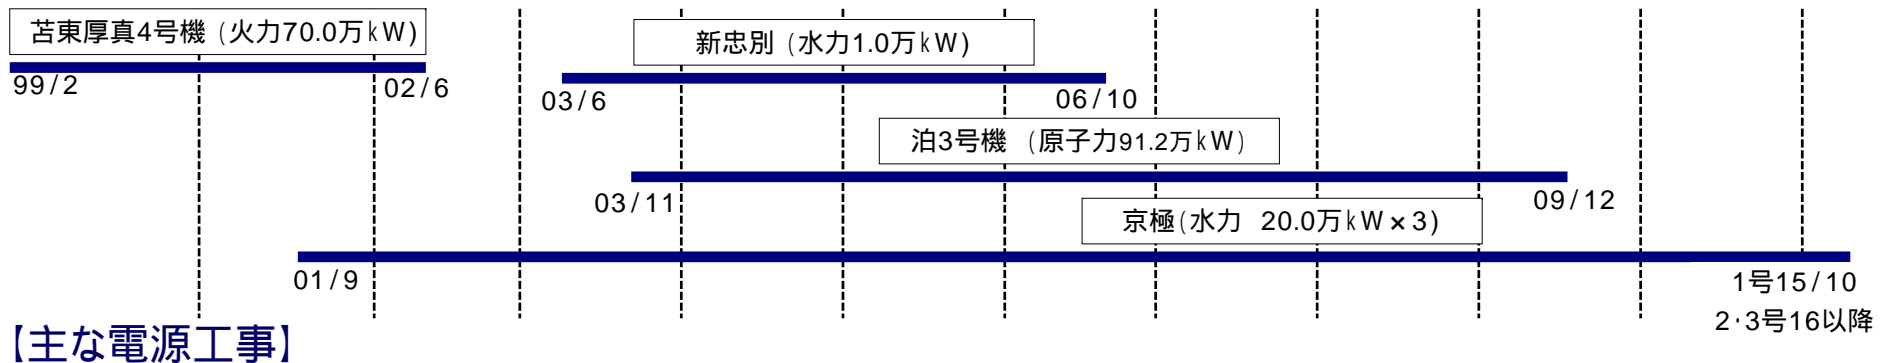 苫東厚真4号機 (火力70.0万kW)
99/2
02/6
新忠別 (水力1.0万kW)
03/6
06/10
泊3号機 (原子力91.2万kW)
03/11
09/12
京極(水力 20.0万kW×3)
01/9
1号15/10
2･3号16以降
【主な電源工事】